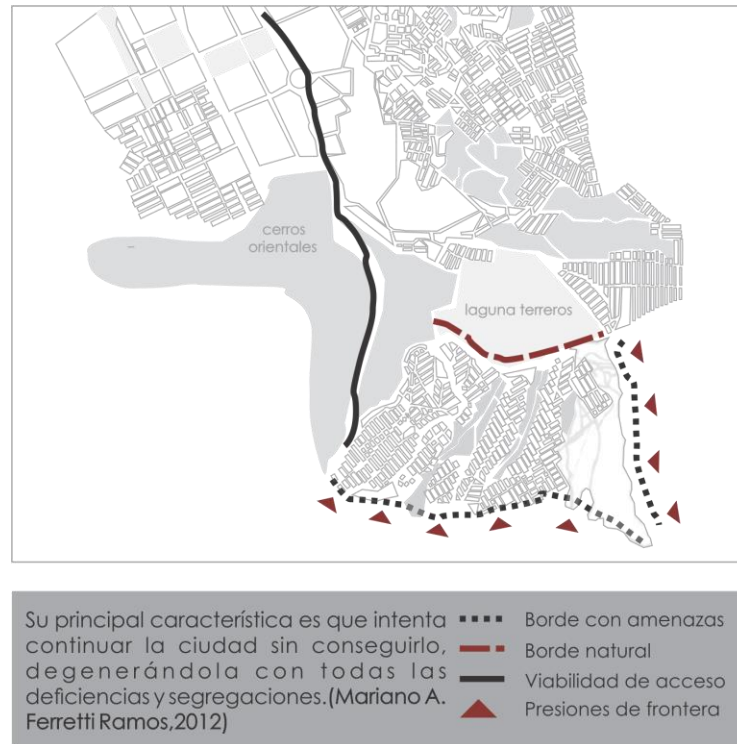 cerros
orientales
laguna terreros
Su principal característica es que intenta
continuar la ciudad sin conseguirlo,
degenerándola con todas las
deficiencias y segregaciones.(Mariano A.
Ferretti Ramos,2012)
Borde con amenazas
Borde natural
Viabilidad de acceso
Presiones de frontera